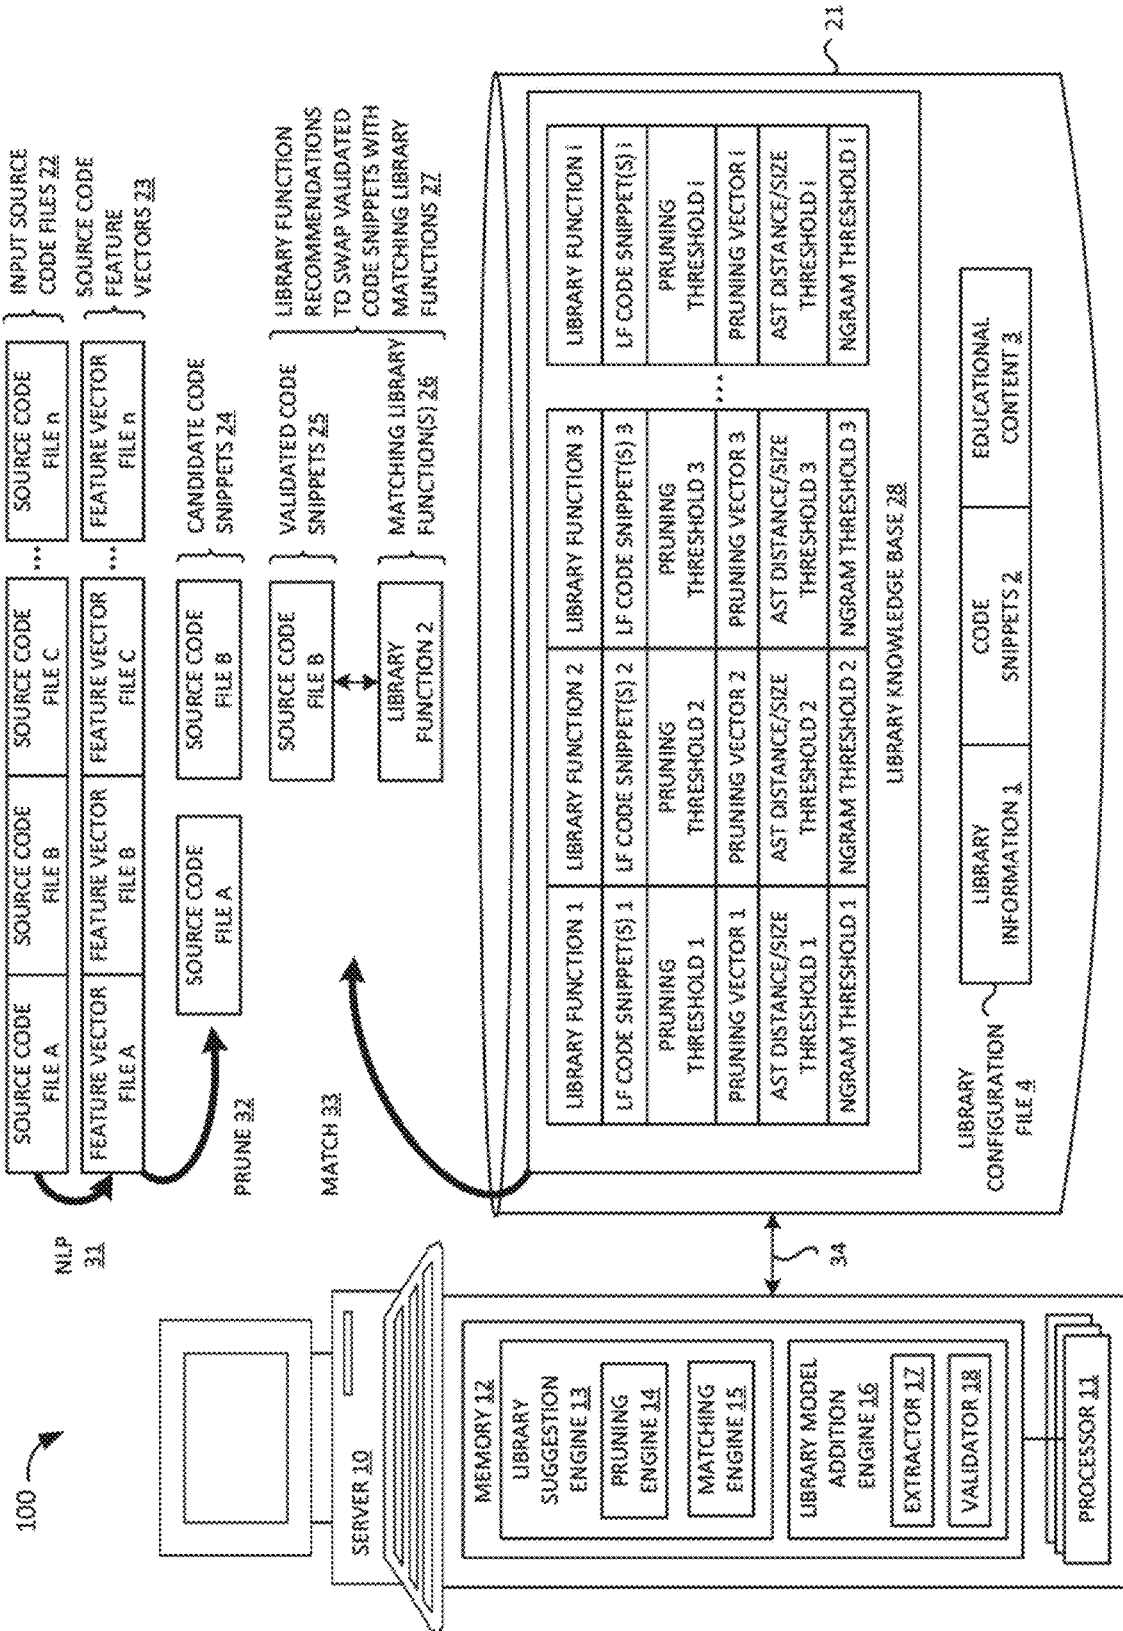 100
SERVER 10
MEMORY 12
LIBRARY
SUGGESTION
ENGINE 13
PRUNING
ENGINE 14
MATCHING
ENGINE 15
LIBRARY MODEL
ADDITION
ENGINE 16
EXTRACTOR 17
VALIDATOR 18
PROCESSOR 11
34
NLP
31
PRUNE 32
MATCH 33
SOURCE CODE
FILE A
SOURCE CODE
FILE B
SOURCE CODE
FILE C
...
SOURCE CODE
FILE n
INPUT SOURCE
CODE FILES 22
FEATURE VECTOR
FILE A
FEATURE VECTOR
FILE B
FEATURE VECTOR
FILE C
...
FEATURE VECTOR
FILE n
SOURCE CODE
FEATURE
VECTORS 23
SOURCE CODE
FILE A
SOURCE CODE
FILE B
CANDIDATE CODE
SNIPPETS 24
SOURCE CODE
FILE B
VALIDATED CODE
SNIPPETS 25
LIBRARY
FUNCTION 2
MATCHING LIBRARY
FUNCTION(S) 26
LIBRARY FUNCTION
RECOMMENDATIONS
TO SWAP VALIDATED
CODE SNIPPETS WITH
MATCHING LIBRARY
FUNCTIONS 27
LIBRARY FUNCTION 1
LF CODE SNIPPET(S) 1
PRUNING
THRESHOLD 1
PRUNING VECTOR 1
AST DISTANCE/SIZE
THRESHOLD 1
NGRAM THRESHOLD 1
LIBRARY FUNCTION 2
LF CODE SNIPPET(S) 2
PRUNING
THRESHOLD 2
PRUNING VECTOR 2
AST DISTANCE/SIZE
THRESHOLD 2
NGRAM THRESHOLD 2
LIBRARY FUNCTION 3
LF CODE SNIPPET(S) 3
PRUNING
THRESHOLD 3
PRUNING VECTOR 3
AST DISTANCE/SIZE
THRESHOLD 3
NGRAM THRESHOLD 3
...
LIBRARY FUNCTION i
LF CODE SNIPPET(S) i
PRUNING
THRESHOLD i
PRUNING VECTOR i
AST DISTANCE/SIZE
THRESHOLD i
NGRAM THRESHOLD i
LIBRARY KNOWLEDGE BASE 28
21
LIBRARY
CONFIGURATION
FILE 4
LIBRARY
INFORMATION 1
CODE
SNIPPETS 2
EDUCATIONAL
CONTENT 3